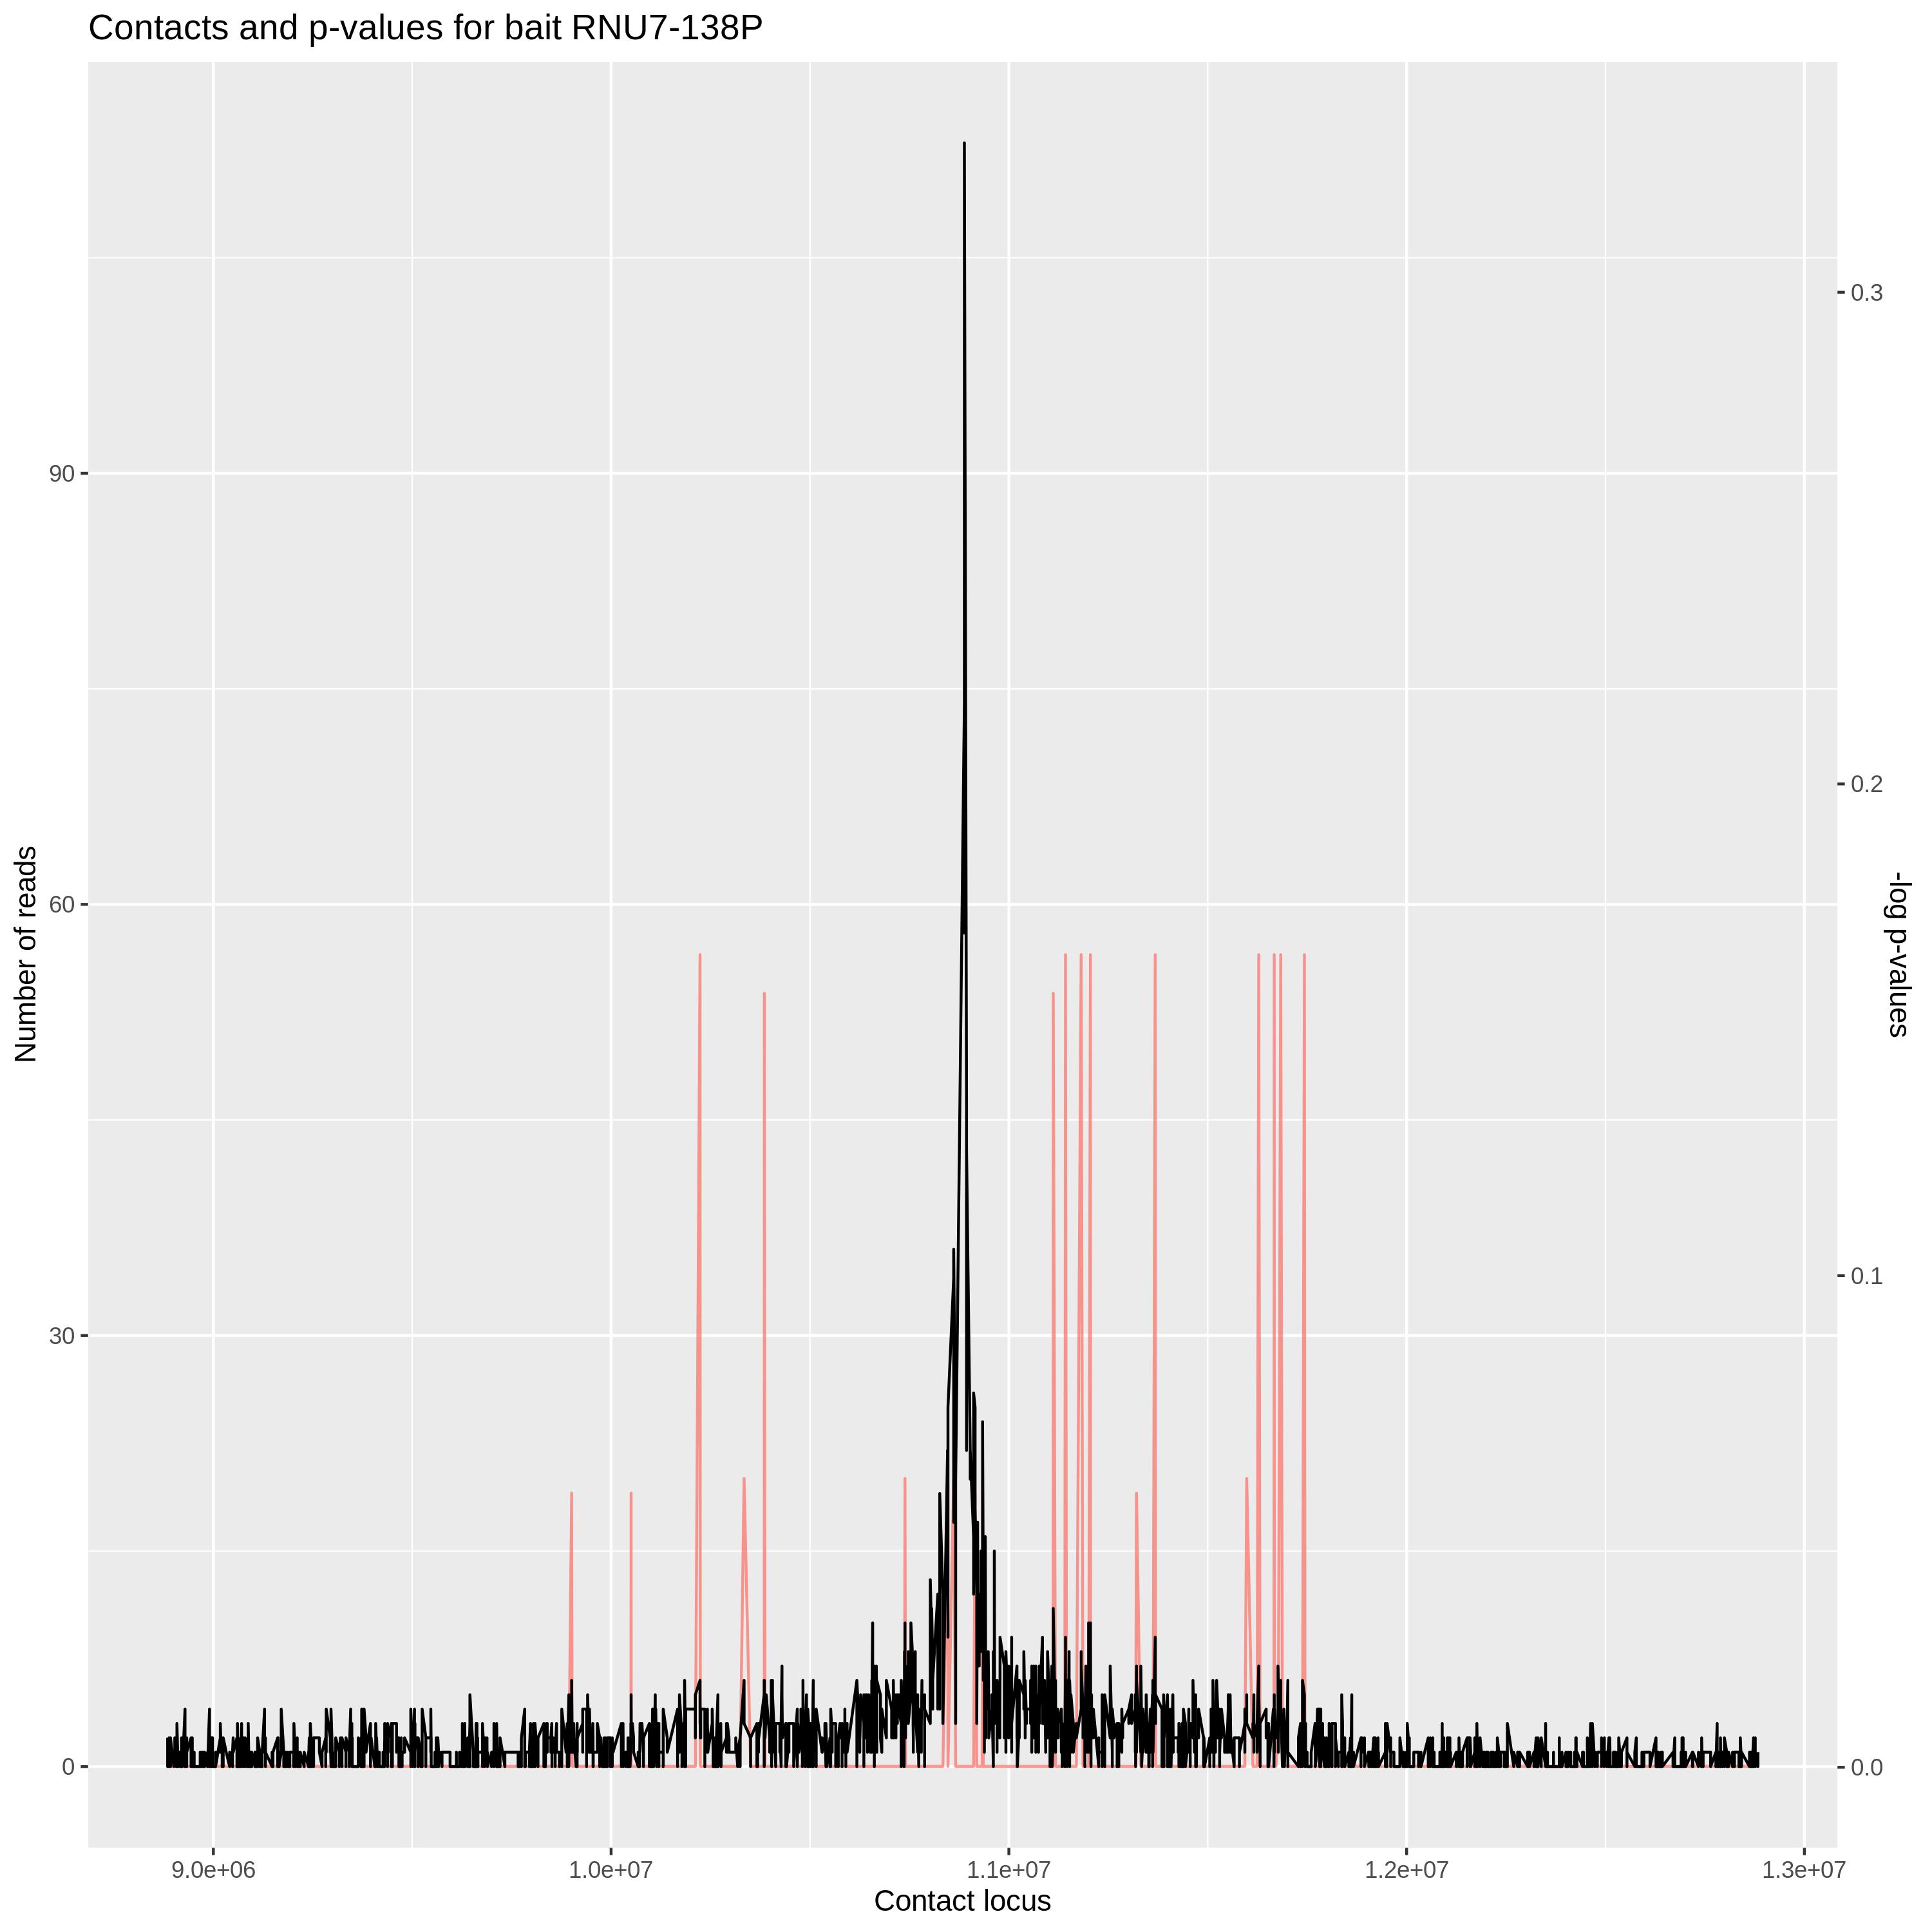 Contacts and p-values for bait RNU7-138P
Number of reads
90
60
30
0
0.3
0.2
0.1
0.0
-log p-values
9.0e+06
1.0e+07
1.1e+07
1.2e+07
1.3e+07
Contact locus